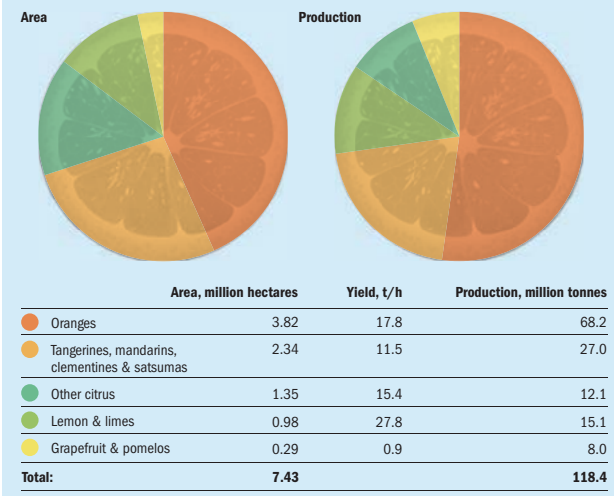 Area Production
Area, million hectares Yield, t/h Production, million tonnes
Oranges 3.82 17.8 68.2
Tangerines, mandarins, 2.34 11.5 27.0
clementines & satsumas
Other citrus 1.35 15.4 12.1
Lemon & limes 0.98 27.8 15.1
Grapefruit & pomelos 0.29 0.9 8.0
Total: 7.43 118.4